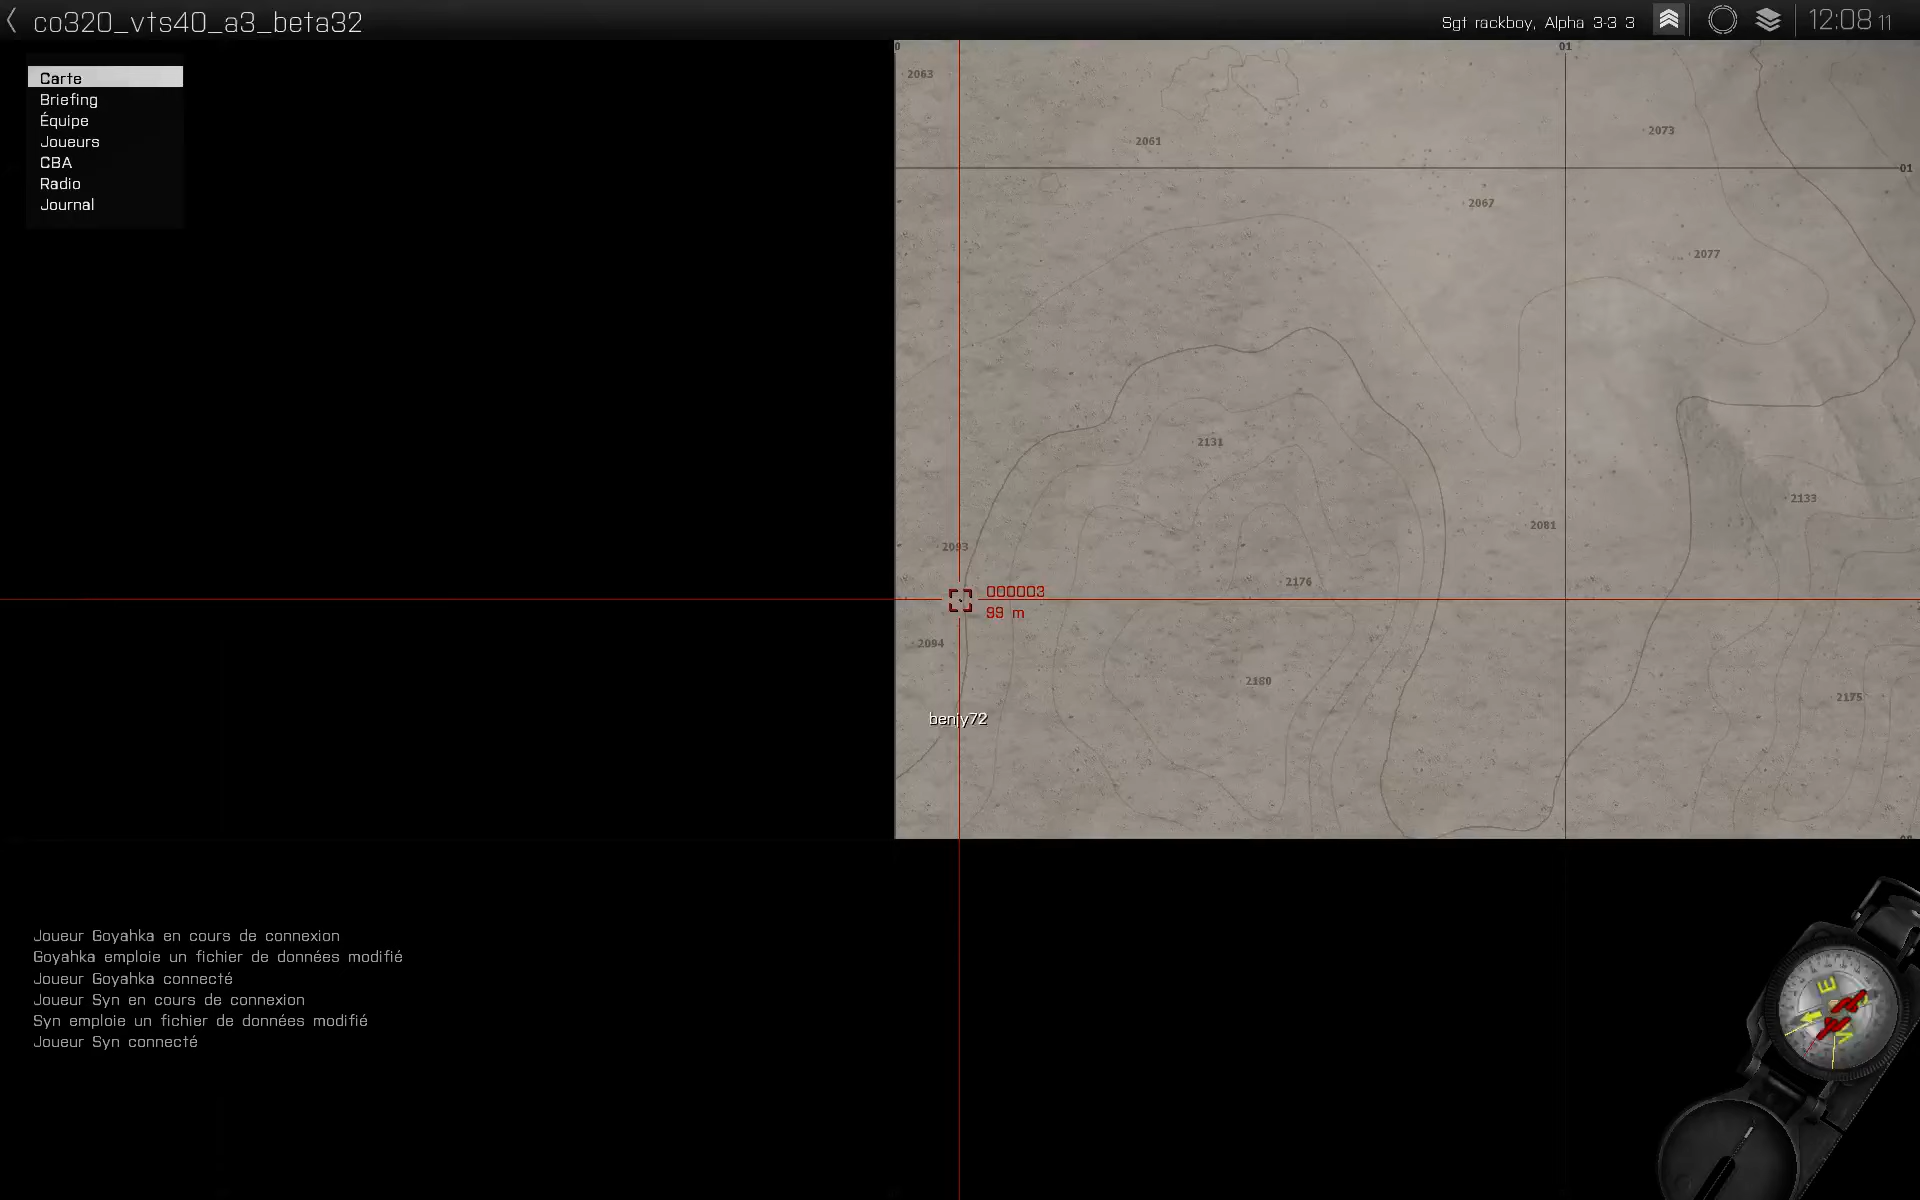 co320_vts40_a3_beta32
Sgt rackboy, Alpha 3-3 3
12:08 11
Carte
Briefing
Équipe
Joueurs
CBA
Radio
Journal
0
01
2063
2073
2061
01
2067
2077
2131
2133
2081
2093
2176
000003
99 m
2094
2180
2175
benjy72
Joueur Goyahka en cours de connexion
Goyahka emploie un fichier de données modifié
Joueur Goyahka connecté
Joueur Syn en cours de connexion
Syn emploie un fichier de données modifié
Joueur Syn connecté
E